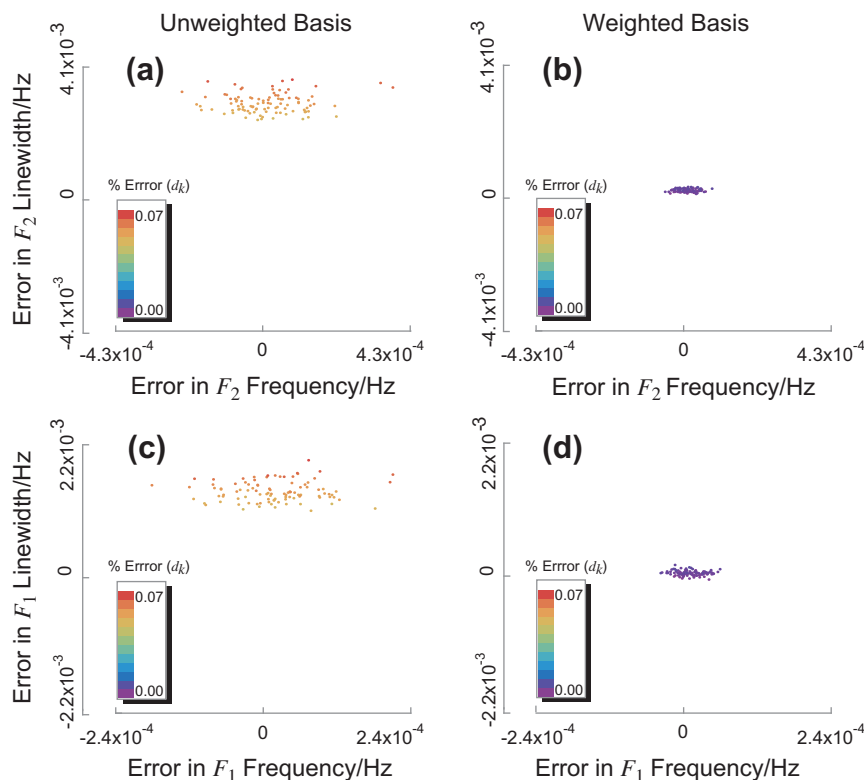 Unweighted Basis
Weighted Basis
(a)
Error in F2 Linewidth/Hz
4.1x10-3
0
-4.1x10-3
% Errror (dk)
0.07
0.00
-4.3x10-4
0
4.3x10-4
Error in F2 Frequency/Hz
(b)
4.1x10-3
0
-4.1x10-3
% Errror (dk)
0.07
0.00
-4.3x10-4
0
4.3x10-4
Error in F2 Frequency/Hz
(c)
Error in F1 Linewidth/Hz
2.2x10-3
0
-2.2x10-3
% Errror (dk)
0.07
0.00
-2.4x10-4
0
2.4x10-4
Error in F1 Frequency/Hz
(d)
2.2x10-3
0
-2.2x10-3
% Errror (dk)
0.07
0.00
-2.4x10-4
0
2.4x10-4
Error in F1 Frequency/Hz